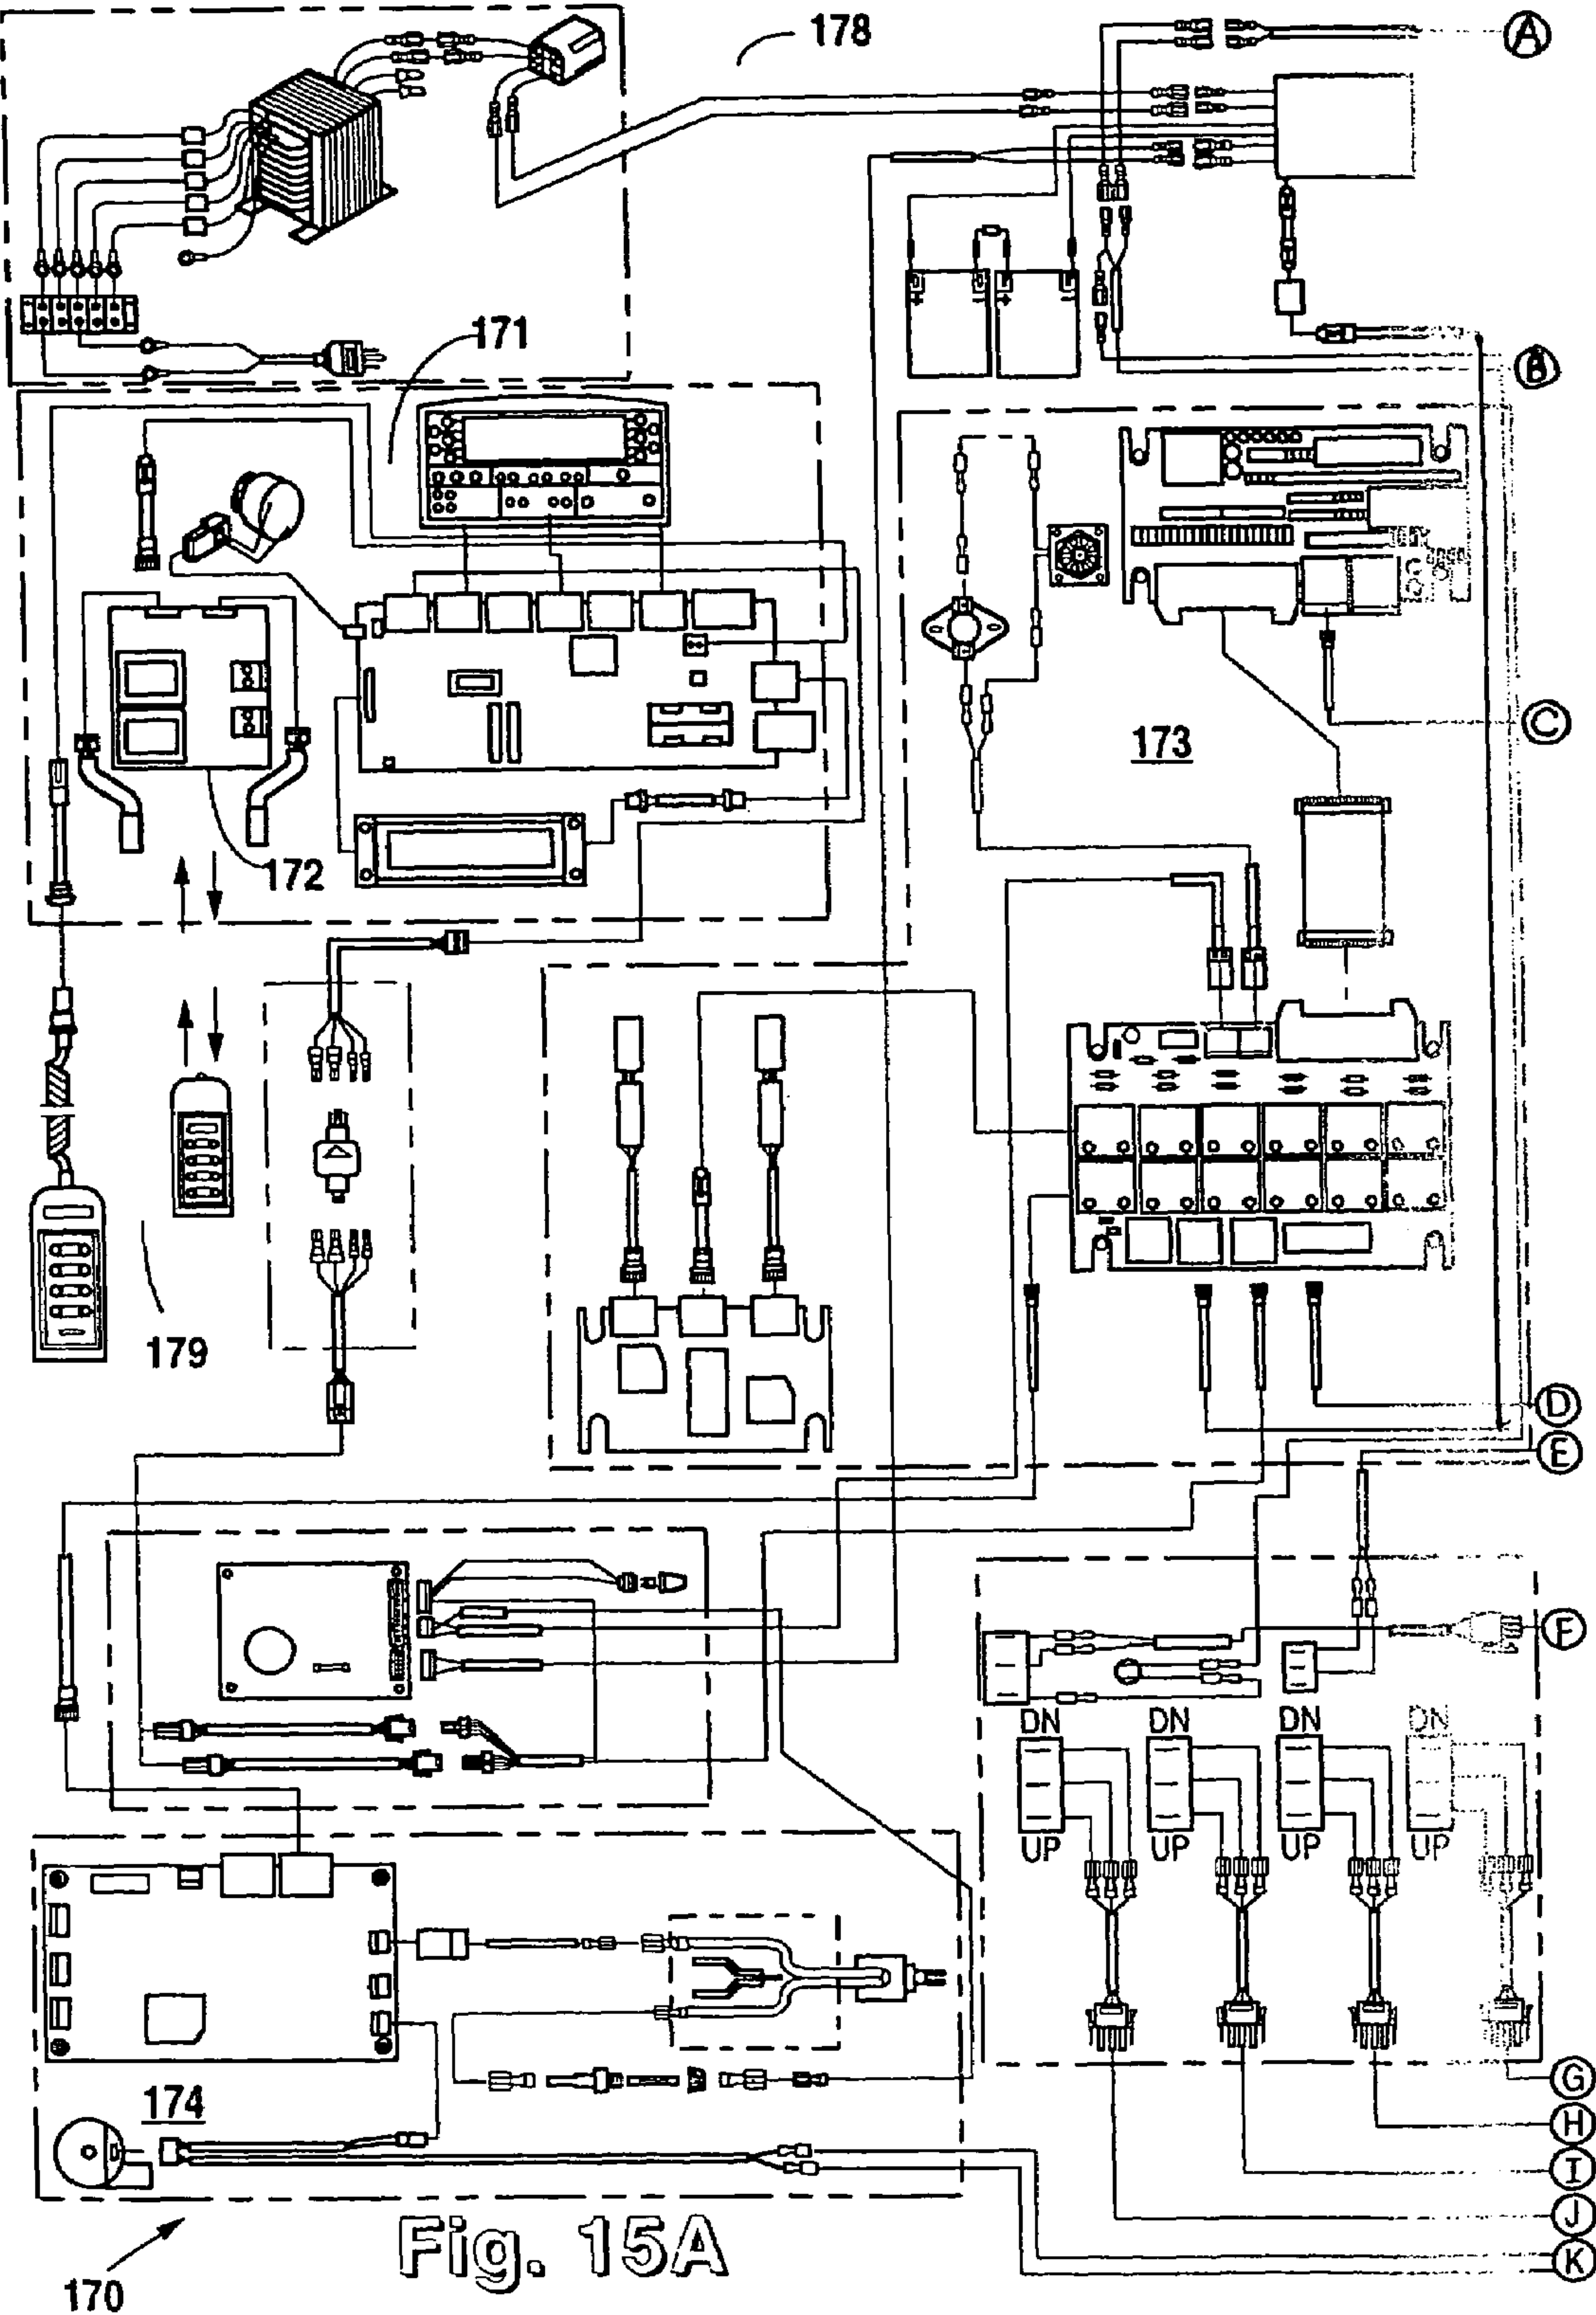 178
A
171
B
C
173
172
179
D
E
F
DN DN DN DN
UP UP UP UP
174
G
H
I
J
K
Fig. 15A
170